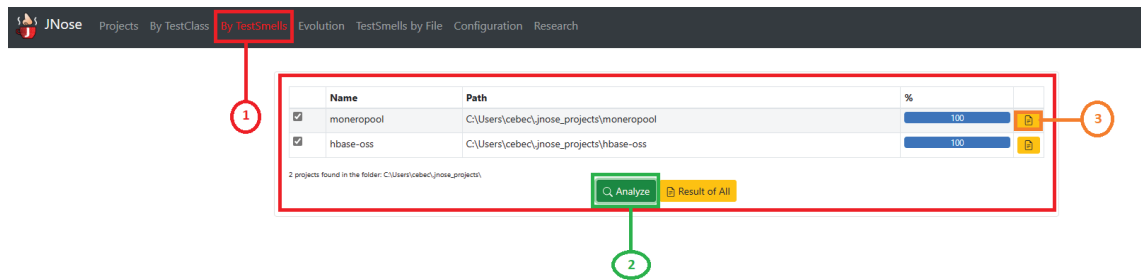 JNose Projects By TestClass By TestSmells Evolution TestSmells by File Configuration Research
Name Path %
1
moneropool C:\Users\cebec\.jnose_projects\moneropool 100
3
hbase-oss C:\Users\cebec\.jnose_projects\hbase-oss 100
2 projects found in the folder: C:\Users\cebec\.jnose_projects\
Analyze Result of All
2